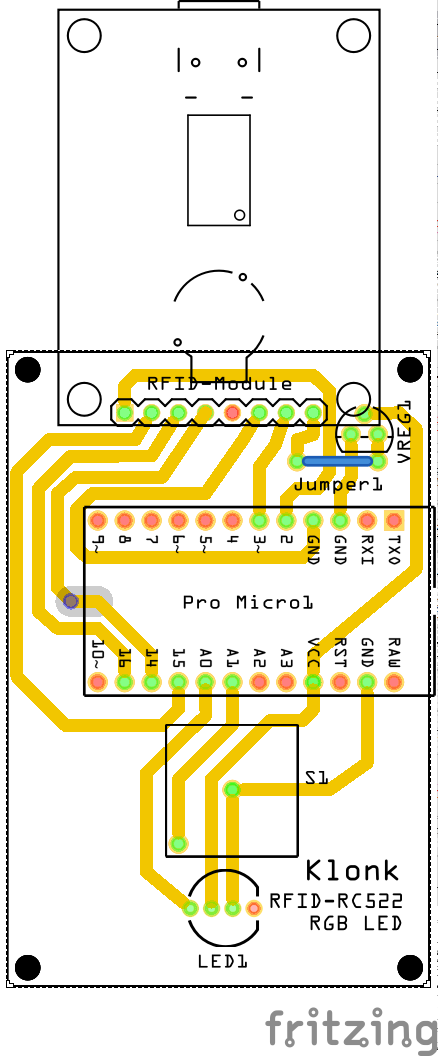 RFID-Module
VREG1
Jumper1
9~ 8 7 6~ 5~ 4 3~ 2 GND GND RXI TXO
Pro Micro1
10~ 16 14 15 A0 A1 A2 A3 VCC RST GND RAW
S1
Klonk
RFID-RC522
RGB LED
LED1
fritzing